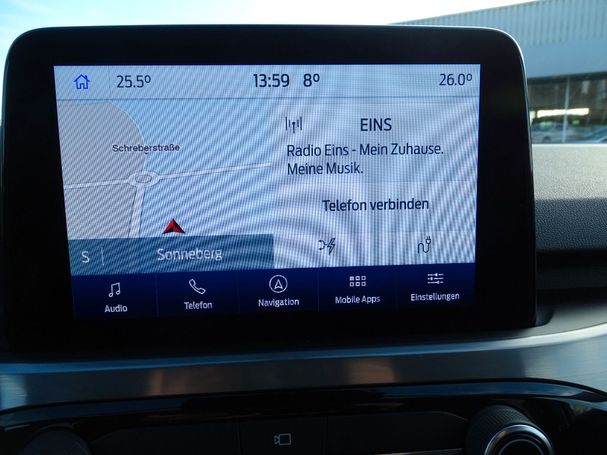 25.5°
13:59
8°
26.0°
EINS
Schreberstraße
Radio Eins - Mein Zuhause.
Meine Musik.
Telefon verbinden
S
Sonneberg
Audio
Telefon
Navigation
Mobile Apps
Einstellungen